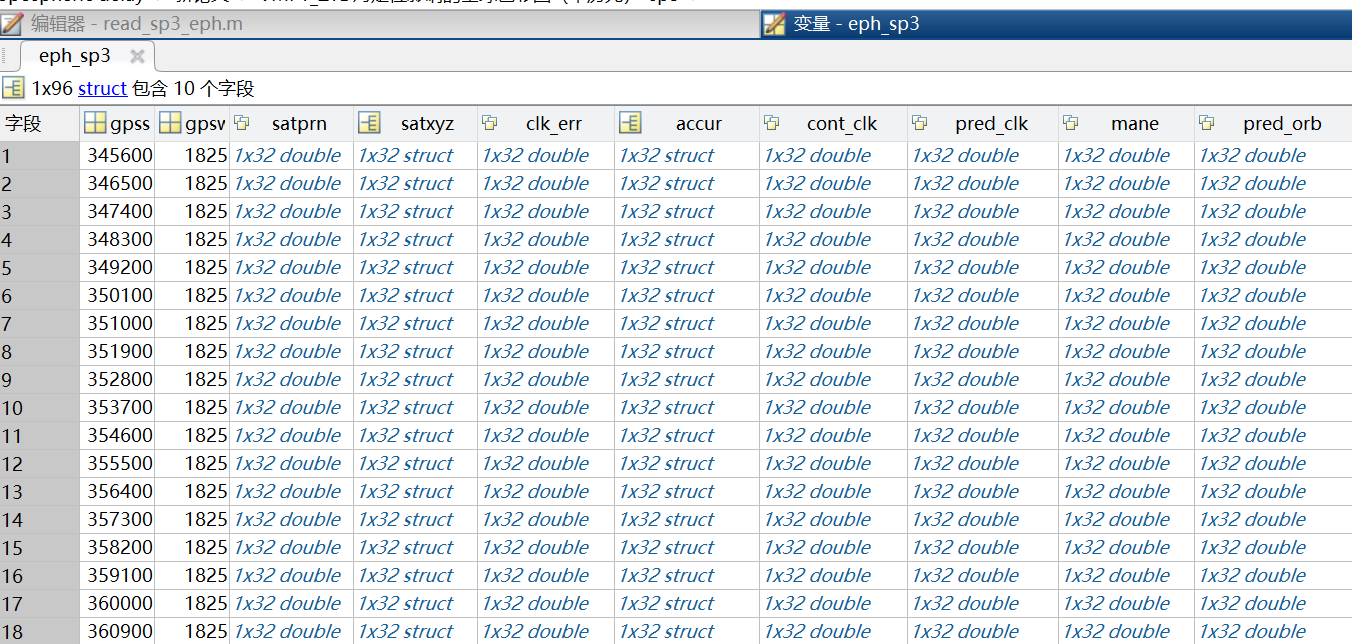 编辑器 - read_sp3_eph.m
变量 - eph_sp3
eph_sp3
1x96 struct 包含 10 个字段
字段 gpss gpsw satprn satxyz clk_err accur cont_clk pred_clk mane pred_orb
1 345600 1825 1x32 double 1x32 struct 1x32 double 1x32 struct 1x32 double 1x32 double 1x32 double 1x32 double
2 346500 1825 1x32 double 1x32 struct 1x32 double 1x32 struct 1x32 double 1x32 double 1x32 double 1x32 double
3 347400 1825 1x32 double 1x32 struct 1x32 double 1x32 struct 1x32 double 1x32 double 1x32 double 1x32 double
4 348300 1825 1x32 double 1x32 struct 1x32 double 1x32 struct 1x32 double 1x32 double 1x32 double 1x32 double
5 349200 1825 1x32 double 1x32 struct 1x32 double 1x32 struct 1x32 double 1x32 double 1x32 double 1x32 double
6 350100 1825 1x32 double 1x32 struct 1x32 double 1x32 struct 1x32 double 1x32 double 1x32 double 1x32 double
7 351000 1825 1x32 double 1x32 struct 1x32 double 1x32 struct 1x32 double 1x32 double 1x32 double 1x32 double
8 351900 1825 1x32 double 1x32 struct 1x32 double 1x32 struct 1x32 double 1x32 double 1x32 double 1x32 double
9 352800 1825 1x32 double 1x32 struct 1x32 double 1x32 struct 1x32 double 1x32 double 1x32 double 1x32 double
10 353700 1825 1x32 double 1x32 struct 1x32 double 1x32 struct 1x32 double 1x32 double 1x32 double 1x32 double
11 354600 1825 1x32 double 1x32 struct 1x32 double 1x32 struct 1x32 double 1x32 double 1x32 double 1x32 double
12 355500 1825 1x32 double 1x32 struct 1x32 double 1x32 struct 1x32 double 1x32 double 1x32 double 1x32 double
13 356400 1825 1x32 double 1x32 struct 1x32 double 1x32 struct 1x32 double 1x32 double 1x32 double 1x32 double
14 357300 1825 1x32 double 1x32 struct 1x32 double 1x32 struct 1x32 double 1x32 double 1x32 double 1x32 double
15 358200 1825 1x32 double 1x32 struct 1x32 double 1x32 struct 1x32 double 1x32 double 1x32 double 1x32 double
16 359100 1825 1x32 double 1x32 struct 1x32 double 1x32 struct 1x32 double 1x32 double 1x32 double 1x32 double
17 360000 1825 1x32 double 1x32 struct 1x32 double 1x32 struct 1x32 double 1x32 double 1x32 double 1x32 double
18 360900 1825 1x32 double 1x32 struct 1x32 double 1x32 struct 1x32 double 1x32 double 1x32 double 1x32 double